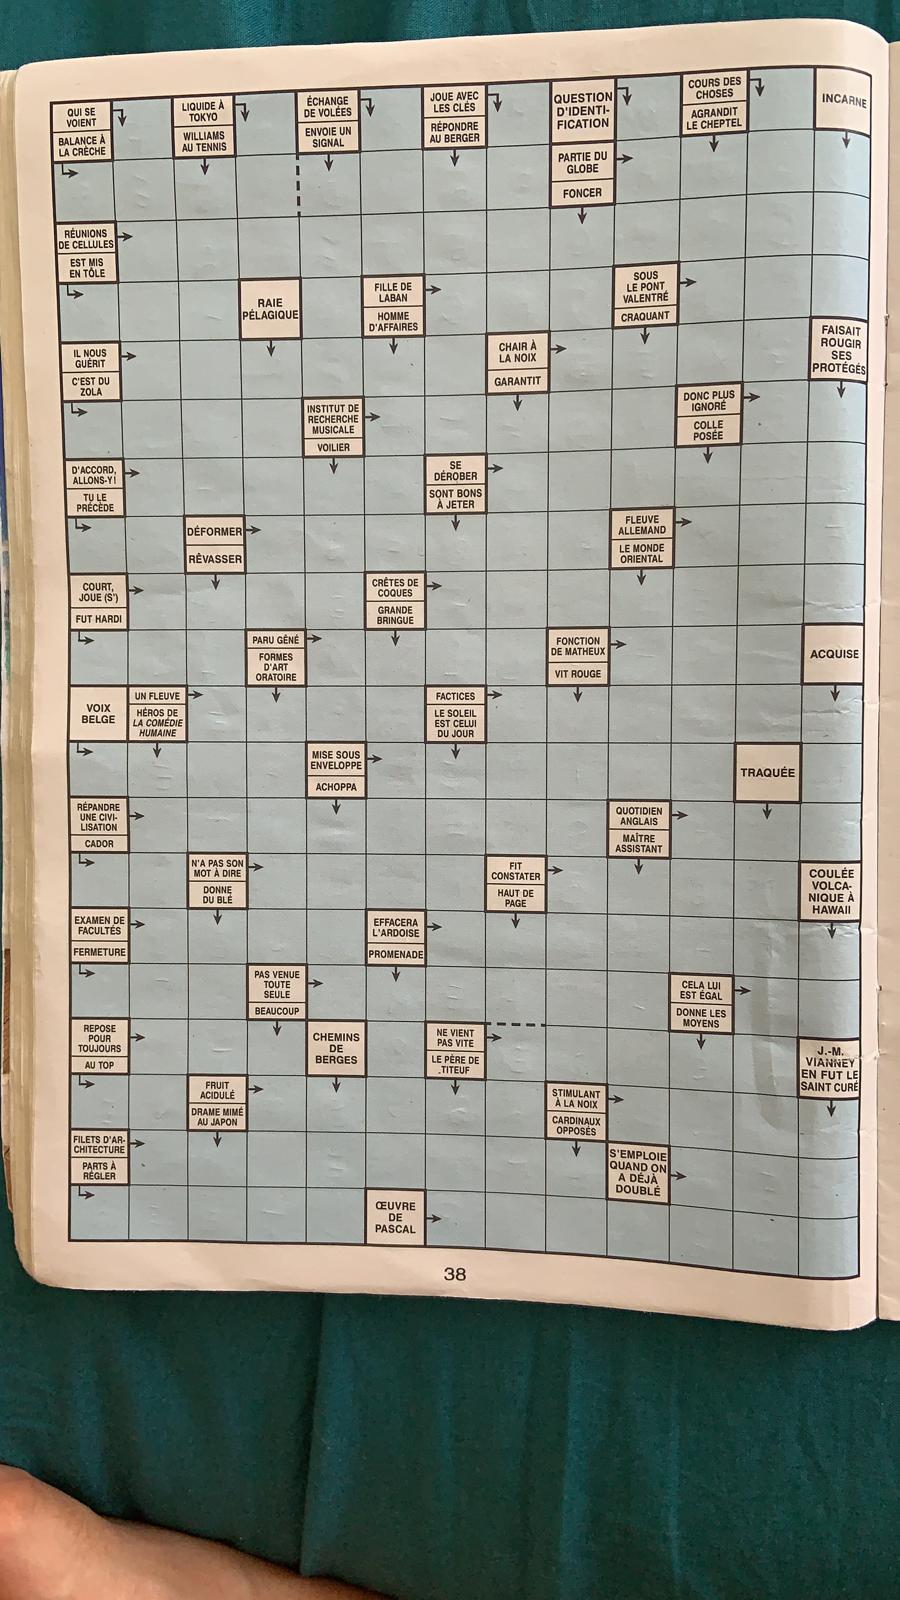 QUI SE
VOIENT
BALANCE À
LA CRÈCHE
LIQUIDE À
TOKYO
WILLIAMS
AU TENNIS
ÉCHANGE
DE VOLÉES
ENVOIE UN
SIGNAL
JOUE AVEC
LES CLÉS
RÉPONDRE
AU BERGER
QUESTION
D'IDENTI-
FICATION
COURS DES
CHOSES
AGRANDIT
LE CHEPTEL
INCARNE
PARTIE DU
GLOBE
FONCER
RÉUNIONS
DE CELLULES
EST MIS
EN TÔLE
RAIE
PÉLAGIQUE
FILLE DE
LABAN
HOMME
D'AFFAIRES
SOUS
LE PONT
VALENTRÉ
CRAQUANT
IL NOUS
GUÉRIT
C'EST DU
ZOLA
CHAIR À
LA NOIX
GARANTIT
FAISAIT
ROUGIR
SES
PROTÉGÉS
INSTITUT DE
RECHERCHE
MUSICALE
VOILIER
DONC PLUS
IGNORÉ
COLLE
POSÉE
D'ACCORD,
ALLONS-Y!
TU LE
PRÉCÈDE
SE
DÉROBER
SONT BONS
À JETER
DÉFORMER
RÊVASSER
FLEUVE
ALLEMAND
LE MONDE
ORIENTAL
COURT,
JOUE (S')
FUT HARDI
CRÊTES DE
COQUES
GRANDE
BRINGUE
PARU GÊNÉ
FORMES
D'ART
ORATOIRE
FONCTION
DE MATHEUX
VIT ROUGE
ACQUISE
VOIX
BELGE
UN FLEUVE
HÉROS DE
LA COMÉDIE
HUMAINE
FACTICES
LE SOLEIL
EST CELUI
DU JOUR
MISE SOUS
ENVELOPPE
ACHOPPA
TRAQUÉE
RÉPANDRE
UNE CIVI-
LISATION
CADOR
QUOTIDIEN
ANGLAIS
MAÎTRE
ASSISTANT
N'A PAS SON
MOT À DIRE
DONNE
DU BLÉ
FIT
CONSTATER
HAUT DE
PAGE
COULÉE
VOLCA-
NIQUE À
HAWAII
EXAMEN DE
FACULTÉS
FERMETURE
EFFACERA
L'ARDOISE
PROMENADE
PAS VENUE
TOUTE
SEULE
BEAUCOUP
CELA LUI
EST ÉGAL
DONNE LES
MOYENS
REPOSE
POUR
TOUJOURS
AU TOP
CHEMINS
DE
BERGES
NE VIENT
PAS VITE
LE PÈRE DE
TITEUF
J.-M.
VIANNEY
EN FUT LE
SAINT CURÉ
FRUIT
ACIDULÉ
DRAME MIMÉ
AU JAPON
STIMULANT
À LA NOIX
CARDINAUX
OPPOSÉS
FILETS D'AR-
CHITECTURE
PARTS À
RÉGLER
S'EMPLOIE
QUAND ON
A DÉJÀ
DOUBLÉ
ŒUVRE
DE
PASCAL
38